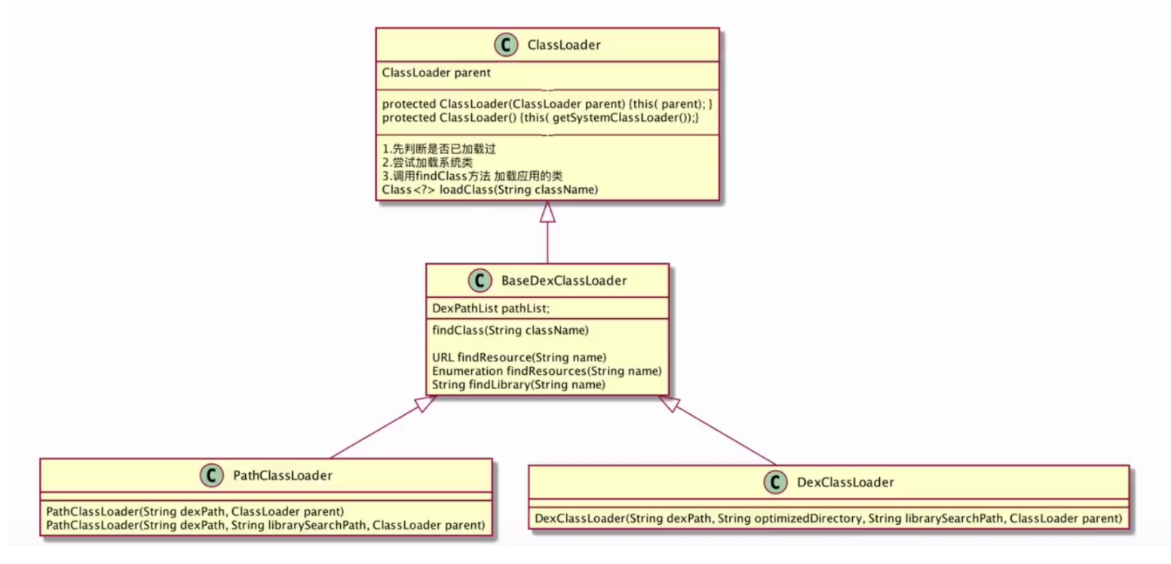 C ClassLoader
ClassLoader parent
protected ClassLoader(ClassLoader parent) {this( parent); }
protected ClassLoader() {this( getSystemClassLoader());}
1.先判断是否已加载过
2.尝试加载系统类
3.调用findClass方法 加载应用的类
Class<?> loadClass(String className)
C BaseDexClassLoader
DexPathList pathList;
findClass(String className)
URL findResource(String name)
Enumeration findResources(String name)
String findLibrary(String name)
C PathClassLoader
PathClassLoader(String dexPath, ClassLoader parent)
PathClassLoader(String dexPath, String librarySearchPath, ClassLoader parent)
C DexClassLoader
DexClassLoader(String dexPath, String optimizedDirectory, String librarySearchPath, ClassLoader parent)